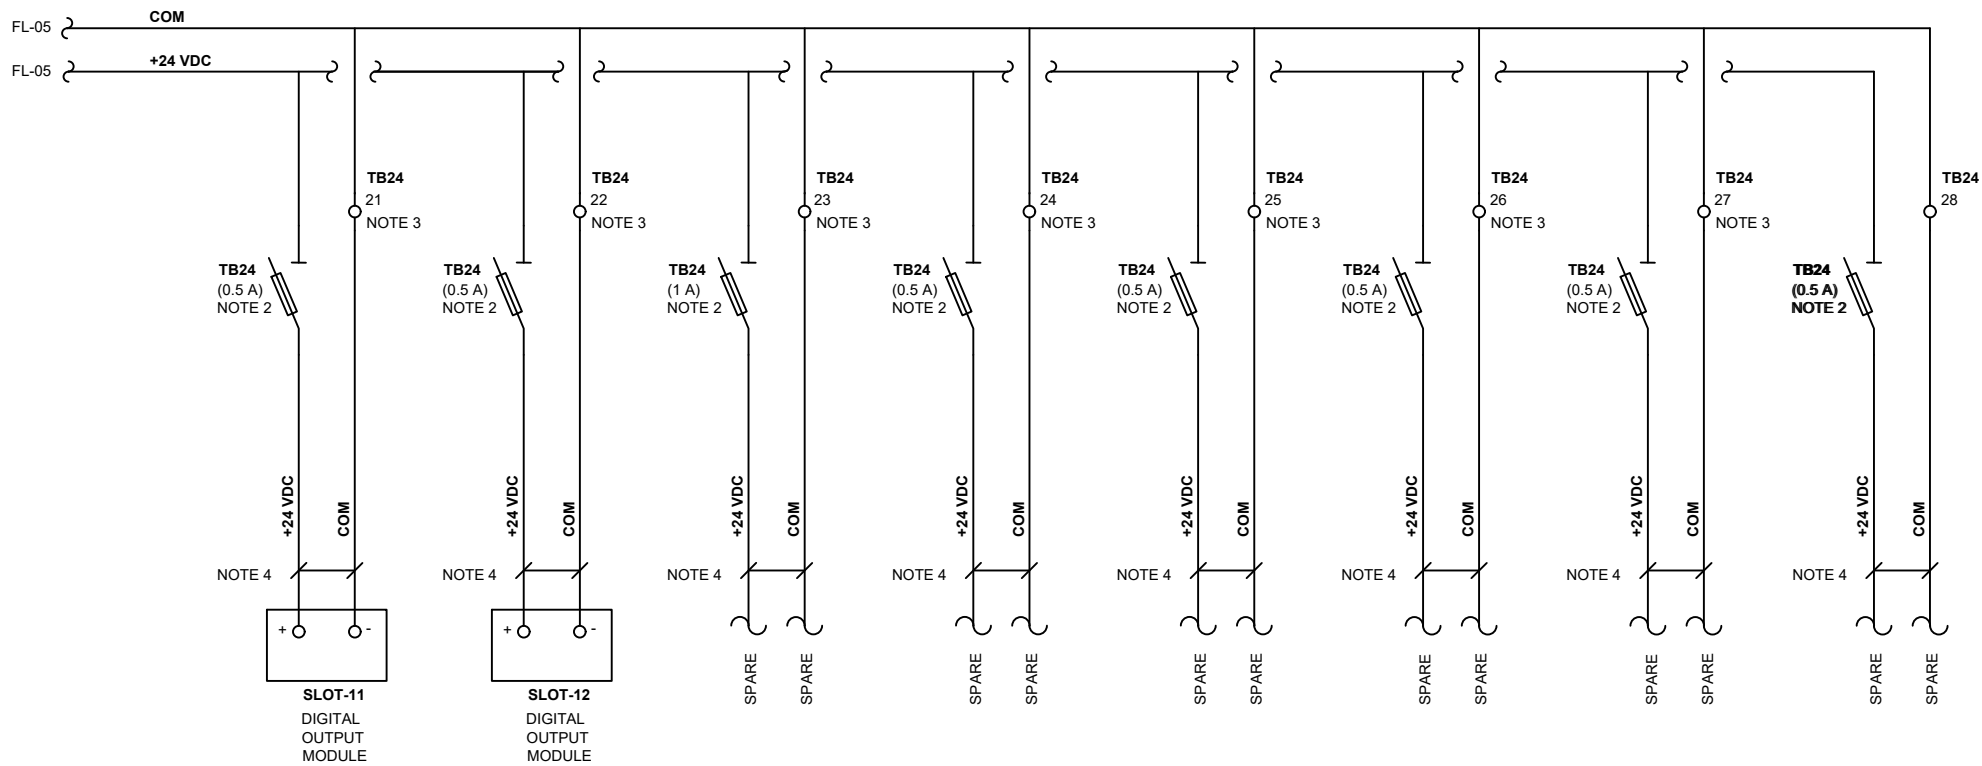 FL-05
COM
FL-05
+24 VDC
TB24
21
NOTE 3
TB24
22
NOTE 3
TB24
23
NOTE 3
TB24
24
NOTE 3
TB24
25
NOTE 3
TB24
26
NOTE 3
TB24
27
NOTE 3
TB24
28
TB24
(0.5 A)
NOTE 2
TB24
(0.5 A)
NOTE 2
TB24
(1 A)
NOTE 2
TB24
(0.5 A)
NOTE 2
TB24
(0.5 A)
NOTE 2
TB24
(0.5 A)
NOTE 2
TB24
(0.5 A)
NOTE 2
TB24
(0.5 A)
NOTE 2
+24 VDC
COM
+24 VDC
COM
+24 VDC
COM
+24 VDC
COM
+24 VDC
COM
+24 VDC
COM
+24 VDC
COM
+24 VDC
COM
NOTE 4
NOTE 4
NOTE 4
NOTE 4
NOTE 4
NOTE 4
NOTE 4
NOTE 4
+ -
+ -
SPARE
SPARE
SPARE
SPARE
SPARE
SPARE
SPARE
SPARE
SPARE
SPARE
SPARE
SPARE
SLOT-11
DIGITAL
OUTPUT
MODULE
SLOT-12
DIGITAL
OUTPUT
MODULE